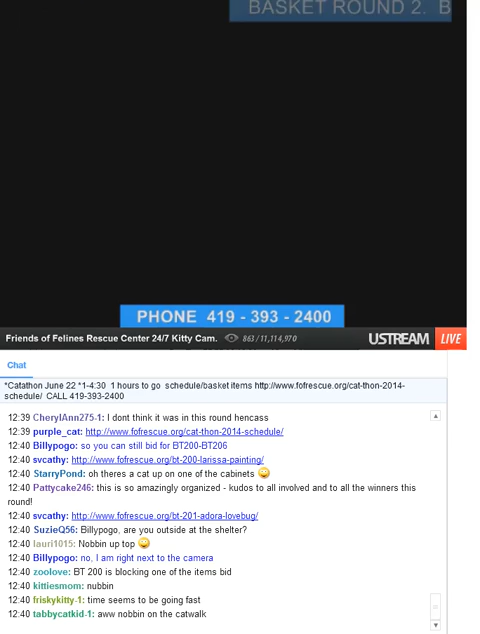 BASKET ROUND 2. B
PHONE 419 - 393 - 2400
Friends of Felines Rescue Center 24/7 Kitty Cam. 863 / 11,114,970 USTREAM LIVE
Chat
*Catathon June 22 *1-4:30 1 hours to go schedule/basket items http://www.fofrescue.org/cat-thon-2014-
schedule/ CALL 419-393-2400
12:39 CherylAnn275-1: I dont think it was in this round hencass
12:39 purple_cat: http://www.fofrescue.org/cat-thon-2014-schedule/
12:40 Billypogo: so you can still bid for BT200-BT206
12:40 svcathy: http://www.fofrescue.org/bt-200-larissa-painting/
12:40 StarryPond: oh theres a cat up on one of the cabinets
12:40 Pattycake246: this is so amazingly organized - kudos to all involved and to all the winners this
round!
12:40 svcathy: http://www.fofrescue.org/bt-201-adora-lovebug/
12:40 SuzieQ56: Billypogo, are you outside at the shelter?
12:40 lauri1015: Nobbin up top
12:40 Billypogo: no, I am right next to the camera
12:40 zoolove: BT 200 is blocking one of the items bid
12:40 kittiesmom: nubbin
12:40 friskykitty-1: time seems to be going fast
12:40 tabbycatkid-1: aww nobbin on the catwalk